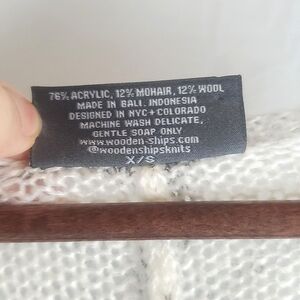 76% ACRYLIC, 12% MOHAIR, 12% WOOL
MADE IN BALI, INDONESIA
DESIGNED IN NYC + COLORADO
MACHINE WASH DELICATE,
GENTLE SOAP ONLY
www.wooden-ships.com
@woodenshipsknits
X/S